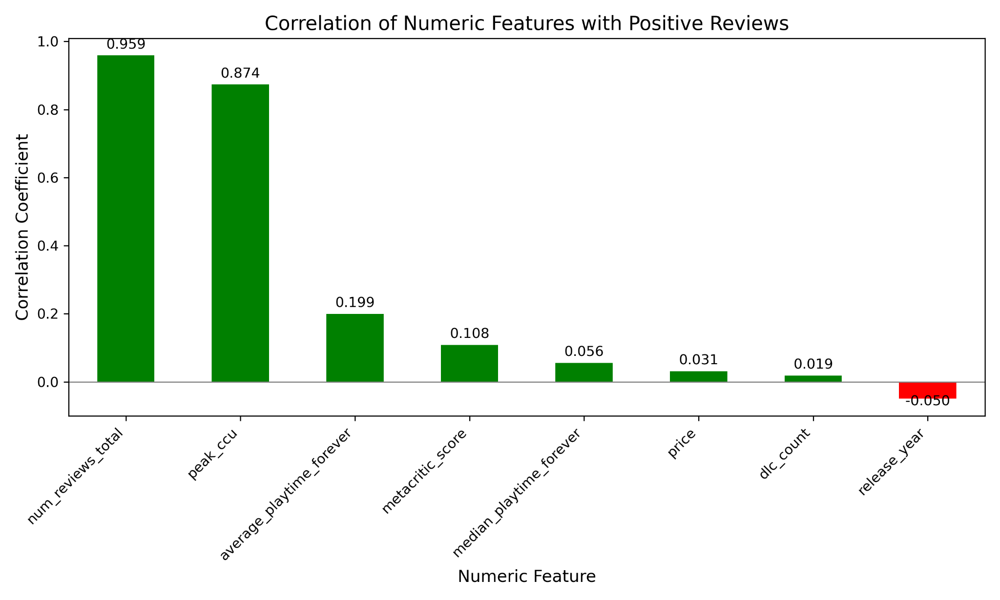 Correlation of Numeric Features with Positive Reviews
Correlation Coefficient
1.0
0.8
0.6
0.4
0.2
0.0
0.959
0.874
0.199
0.108
0.056
0.031
0.019
-0.050
num_reviews_total
peak_ccu
average_playtime_forever
metacritic_score
median_playtime_forever
price
dlc_count
release_year
Numeric Feature